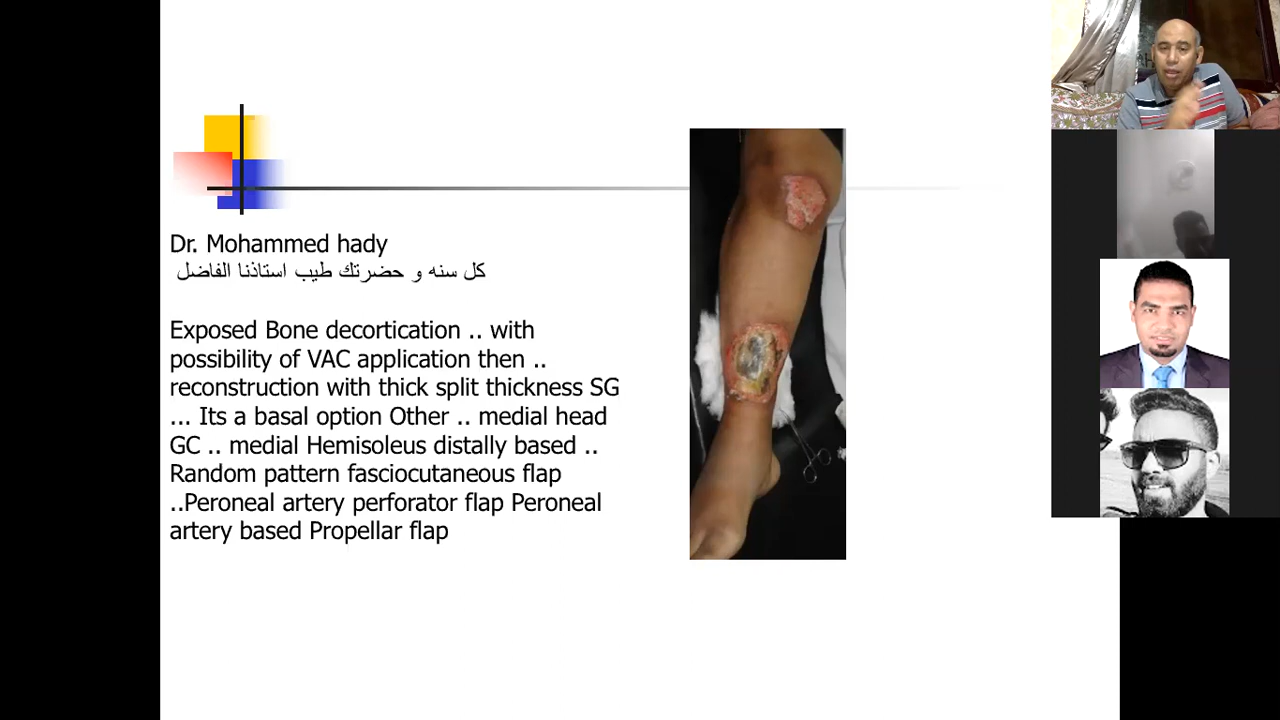 Dr. Mohammed hady
كل سنه و حضرتك طيب استاذنا الفاضل
Exposed Bone decortication .. with
possibility of VAC application then ..
reconstruction with thick split thickness SG
... Its a basal option Other .. medial head
GC .. medial Hemisoleus distally based ..
Random pattern fasciocutaneous flap
..Peroneal artery perforator flap Peroneal
artery based Propellar flap